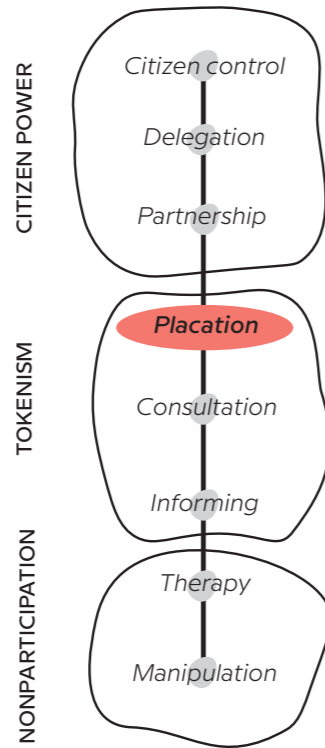 CITIZEN POWER
Citizen control
Delegation
Partnership
TOKENISM
Placation
Consultation
Informing
NONPARTICIPATION
Therapy
Manipulation